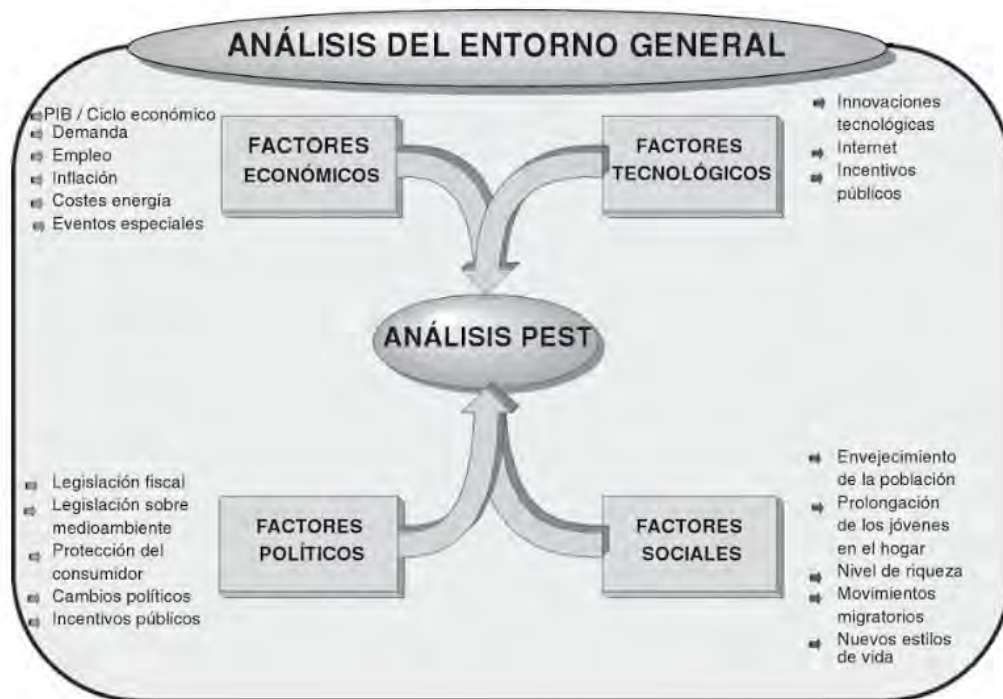 ANÁLISIS DEL ENTORNO GENERAL
PIB / Ciclo económico
Demanda
Empleo
Inflación
Costes energía
Eventos especiales
FACTORES
ECONÓMICOS
FACTORES
TECNOLÓGICOS
Innovaciones
tecnológicas
Internet
Incentivos
públicos
ANÁLISIS PEST
Legislación fiscal
Legislación sobre
medioambiente
Protección del
consumidor
Cambios políticos
Incentivos públicos
FACTORES
POLÍTICOS
FACTORES
SOCIALES
Envejecimiento
de la población
Prolongación
de los jóvenes
en el hogar
Nivel de riqueza
Movimientos
migratorios
Nuevos estilos
de vida